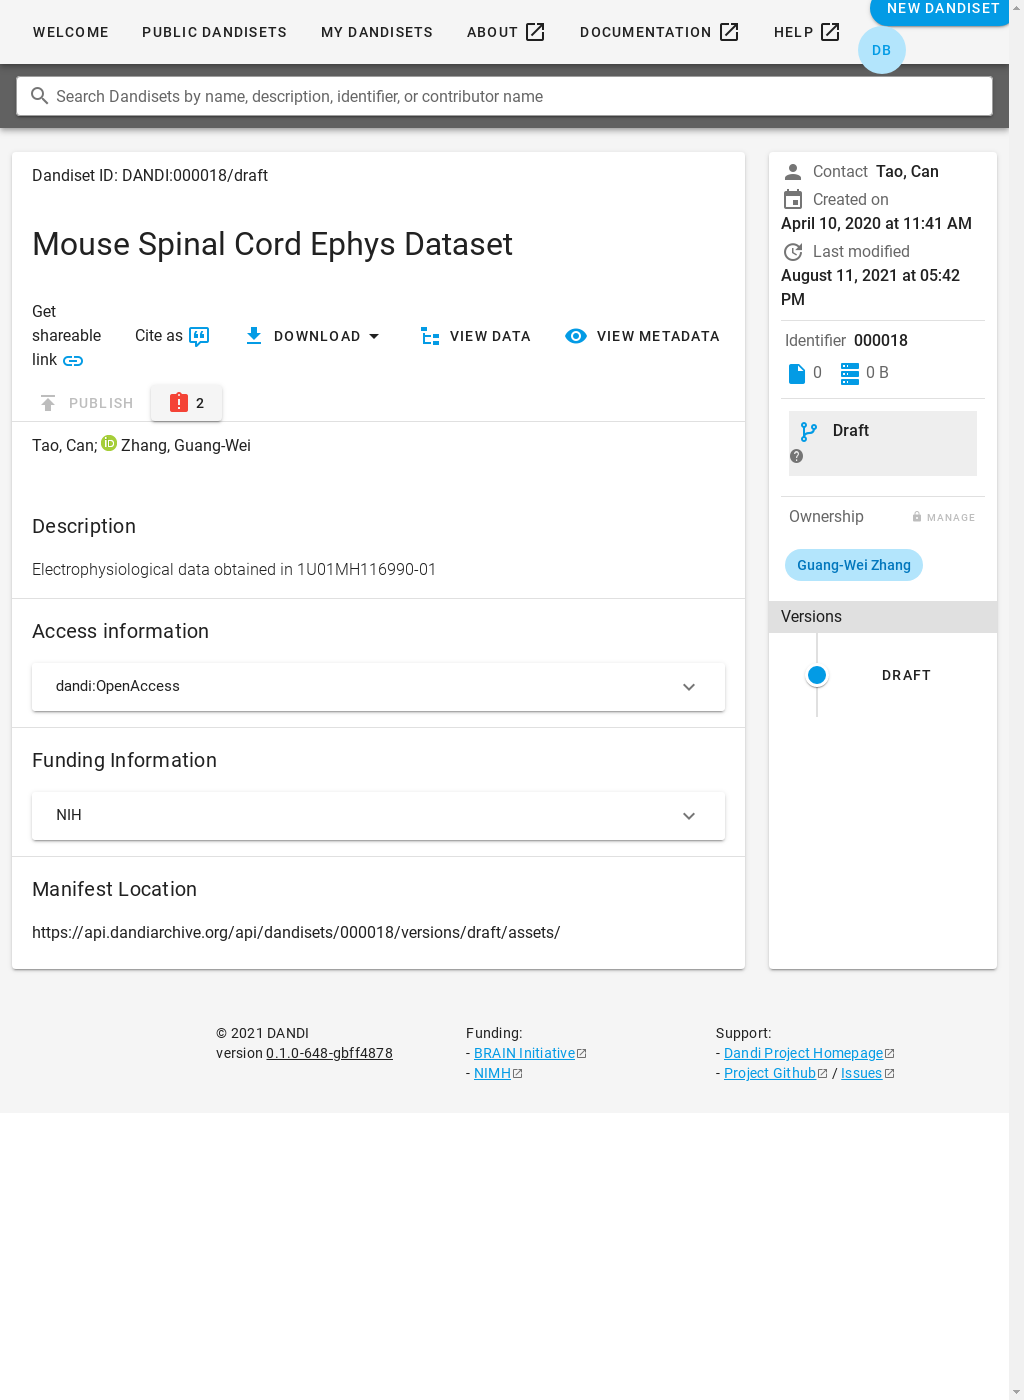 WELCOME
PUBLIC DANDISETS
MY DANDISETS
ABOUT
DOCUMENTATION
HELP
NEW DANDISET
DB
Search Dandisets by name, description, identifier, or contributor name
Dandiset ID: DANDI:000018/draft
Mouse Spinal Cord Ephys Dataset
Get
shareable
link
Cite as
DOWNLOAD
VIEW DATA
VIEW METADATA
PUBLISH
2
Tao, Can; iD Zhang, Guang-Wei
Description
Electrophysiological data obtained in 1U01MH116990-01
Access information
dandi:OpenAccess
Funding Information
NIH
Manifest Location
https://api.dandiarchive.org/api/dandisets/000018/versions/draft/assets/
Contact Tao, Can
Created on
April 10, 2020 at 11:41 AM
Last modified
August 11, 2021 at 05:42
PM
Identifier 000018
0
0 B
Draft
Ownership
MANAGE
Guang-Wei Zhang
Versions
DRAFT
© 2021 DANDI
version 0.1.0-648-gbff4878
Funding:
- BRAIN Initiative
- NIMH
Support:
- Dandi Project Homepage
- Project Github / Issues